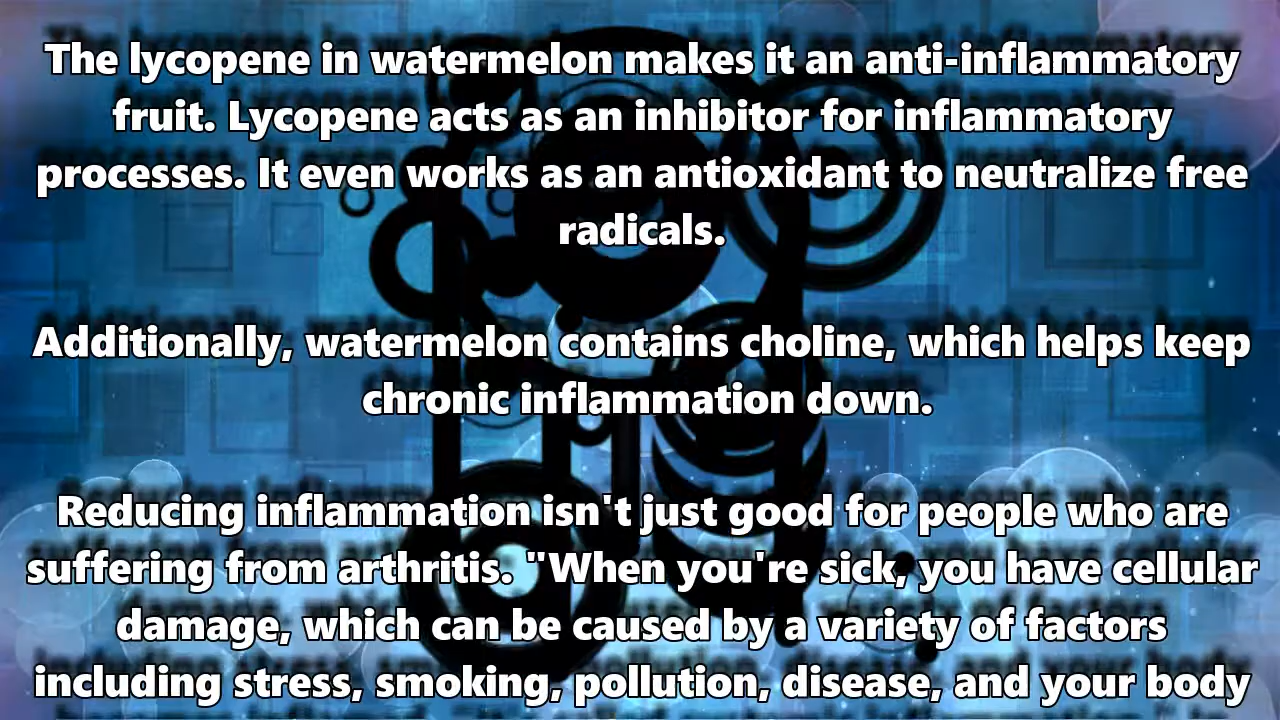 The lycopene in watermelon makes it an anti-inflammatory
fruit. Lycopene acts as an inhibitor for inflammatory
processes. It even works as an antioxidant to neutralize free
radicals.
Additionally, watermelon contains choline, which helps keep
chronic inflammation down.
Reducing inflammation isn't just good for people who are
suffering from arthritis. "When you're sick, you have cellular
damage, which can be caused by a variety of factors
including stress, smoking, pollution, disease, and your body